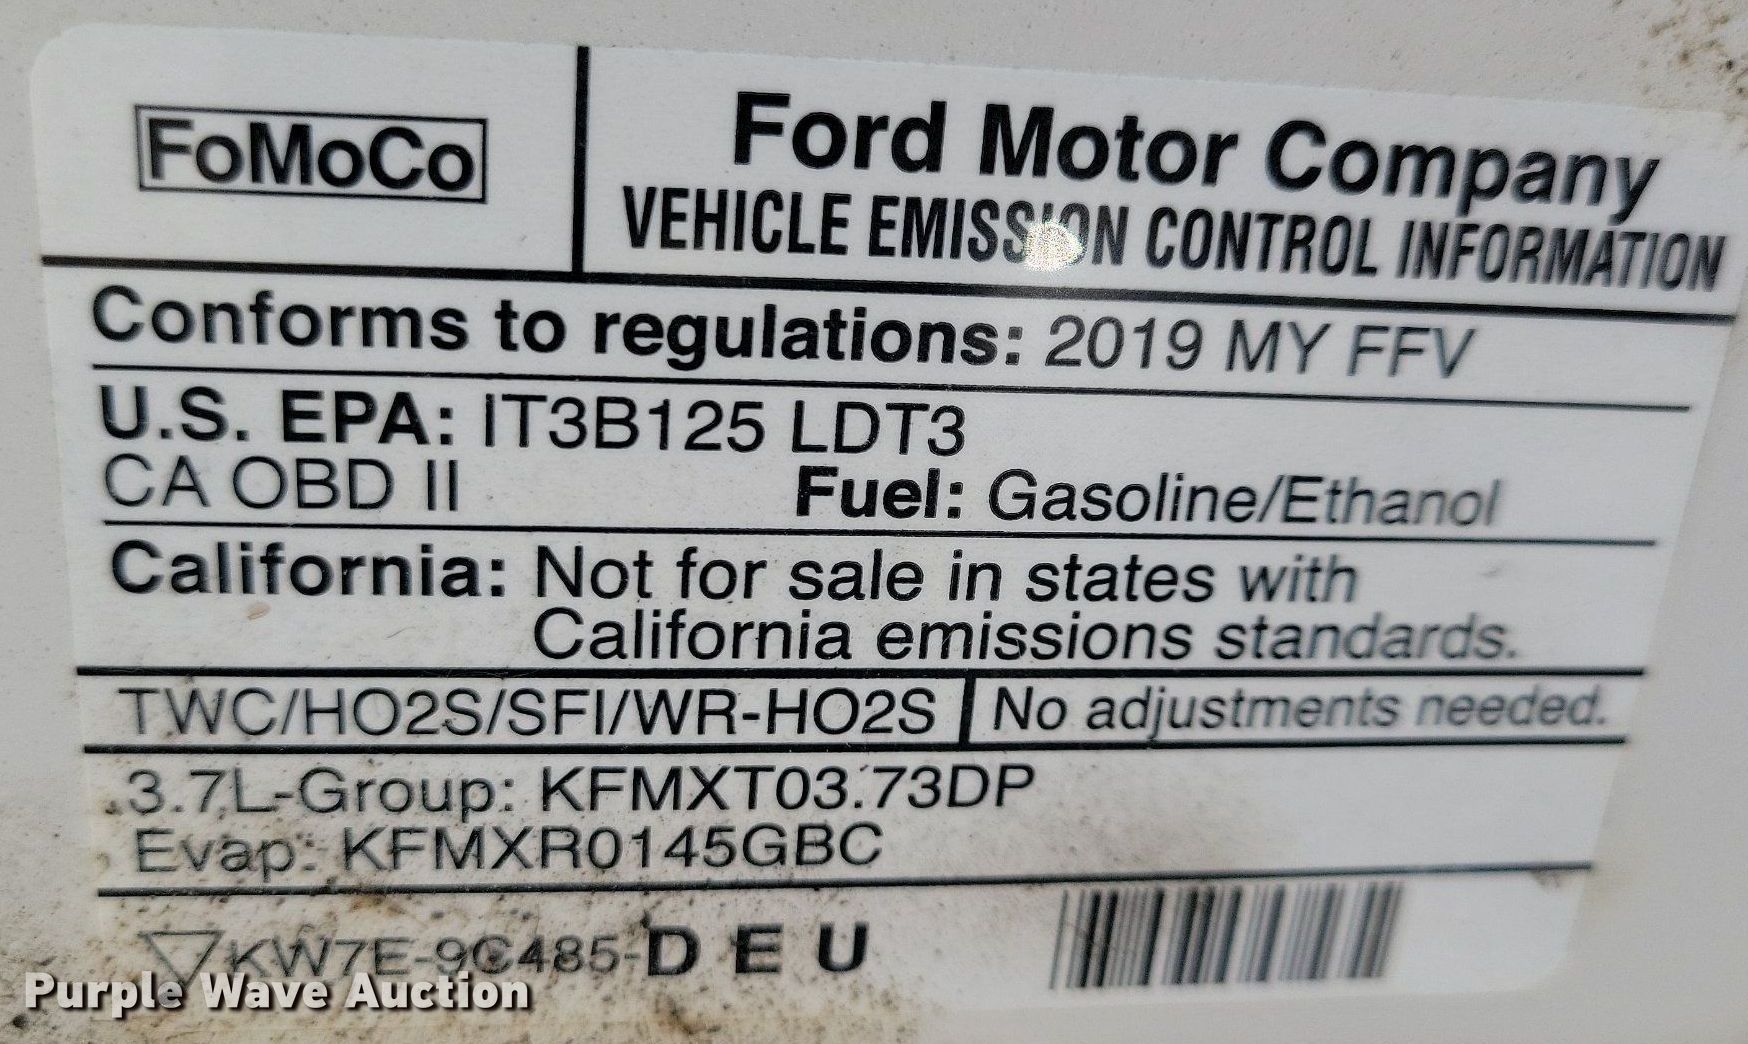 FoMoCo
Ford Motor Company
VEHICLE EMISSION CONTROL INFORMATION
Conforms to regulations: 2019 MY FFV
U.S. EPA: IT3B125 LDT3
CA OBD II Fuel: Gasoline/Ethanol
California: Not for sale in states with
California emissions standards.
TWC/HO2S/SFI/WR-HO2S No adjustments needed.
3.7L-Group: KFMXT03.73DP
Evap: KFMXR0145GBC
KW7E-9C485-DEU
Purple Wave Auction